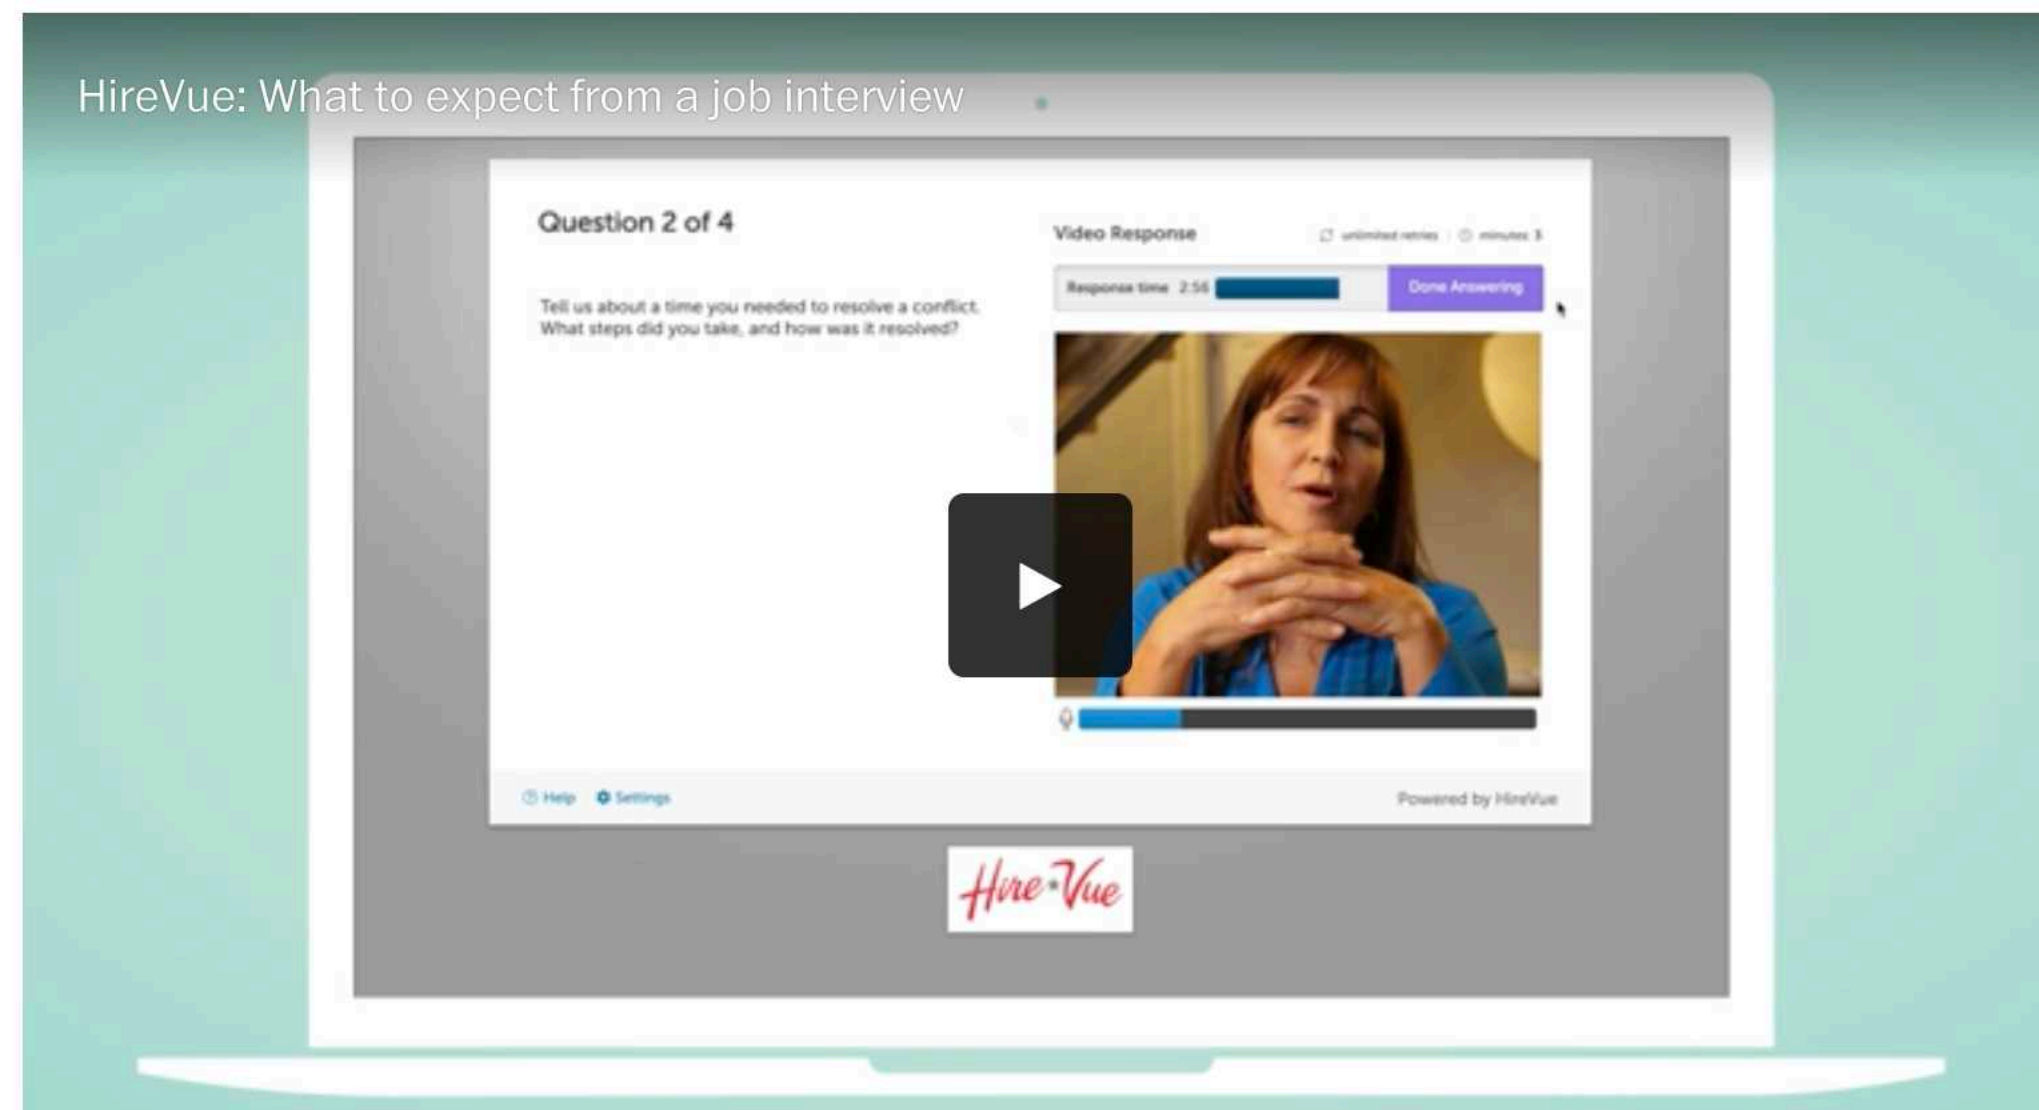 HireVue: What to expect from a job interview
Question 2 of 4
Tell us about a time you needed to resolve a conflict.
What steps did you take, and how was it resolved?
Video Response
unlimited retries
minutes 3
Response time 2:56
Done Answering
Help
Settings
Powered by HireVue
Hire Vue